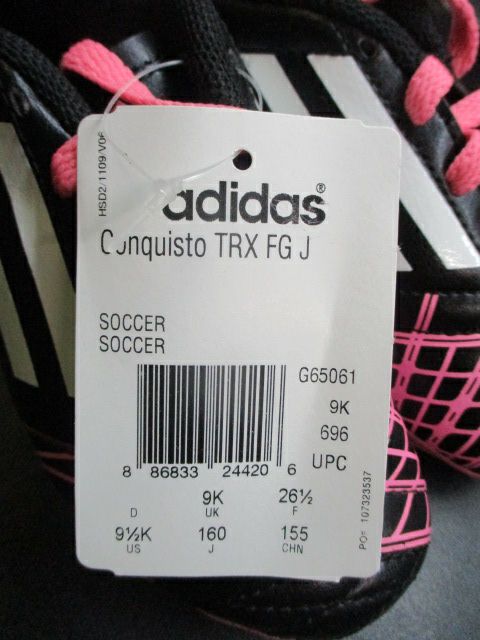 HSD2/1109/V06
adidas®
Conquisto TRX FG J
SOCCER
SOCCER
G65061
9K
696
UPC
8 86833 24420 6
9K 26½
D UK F
9½K 160 155
US J CHN
PO# 107323537